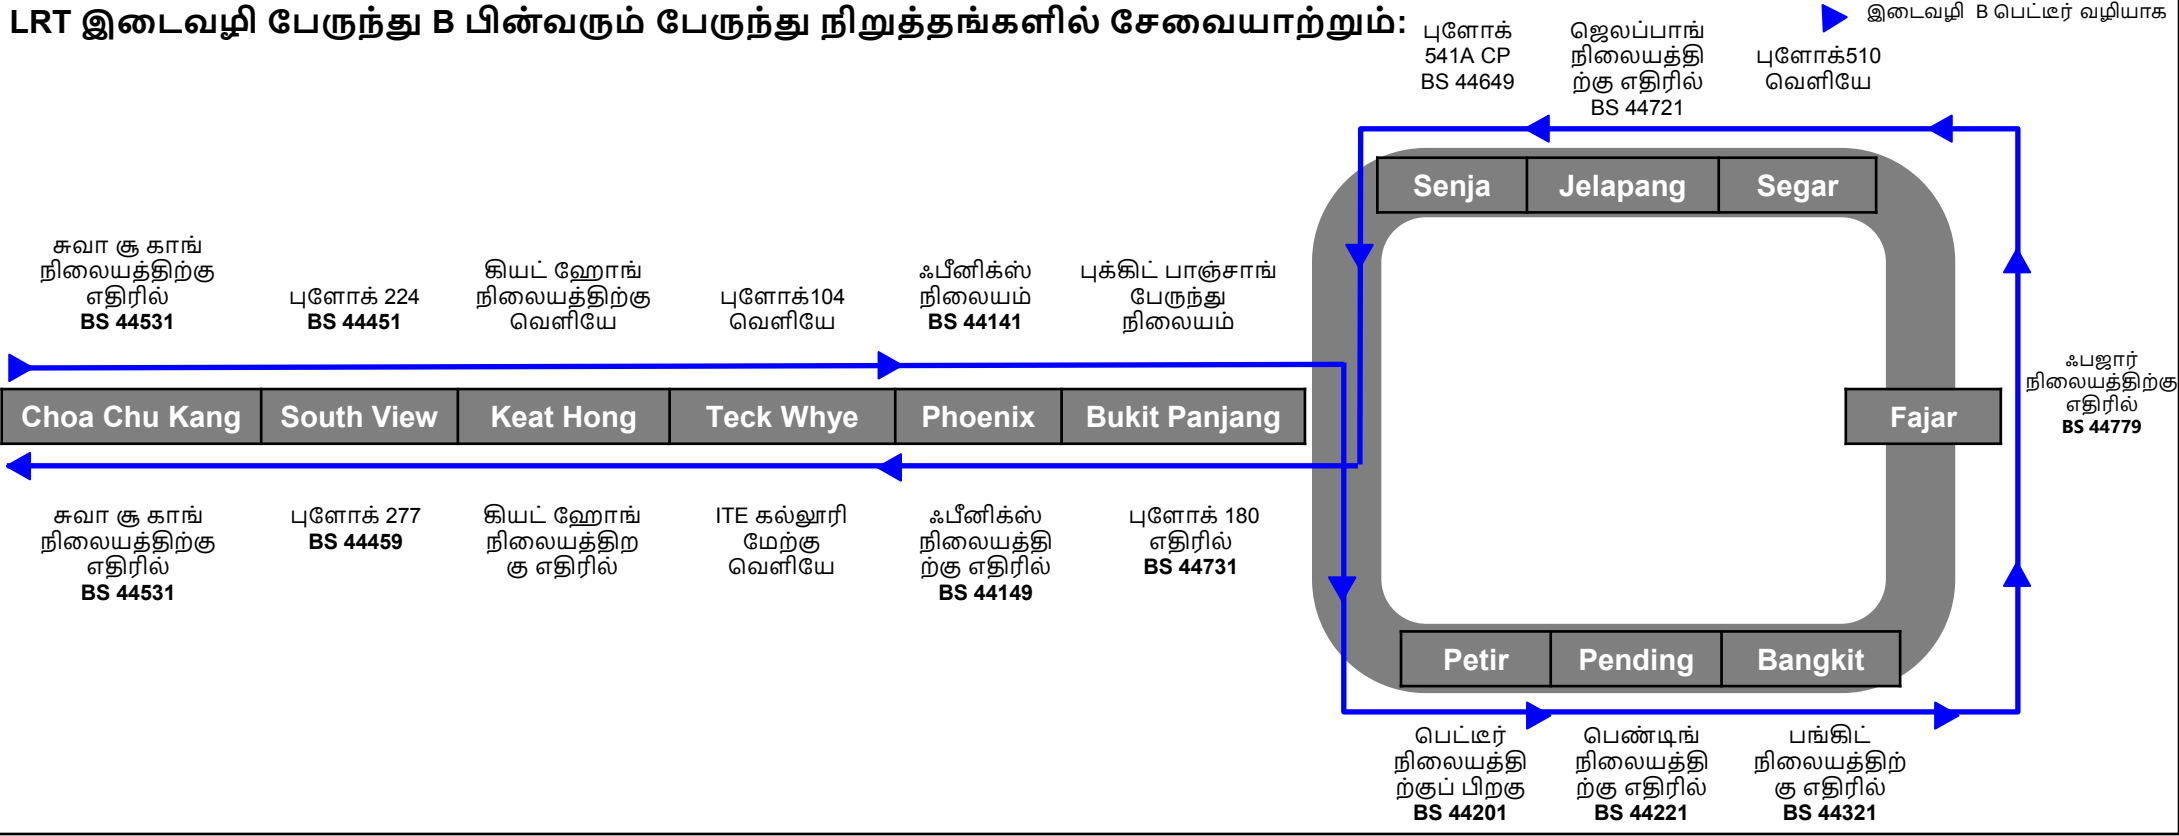 LRT இடைவழி பேருந்து B பின்வரும் பேருந்து நிறுத்தங்களில் சேவையாற்றும்:
இடைவழி B பெட்டீர் வழியாக
புளோக்
541A CP
BS 44649
ஜெலப்பாங்
நிலையத்தி
ற்கு எதிரில்
BS 44721
புளோக்510
வெளியே
Senja
Jelapang
Segar
சுவா சூ காங்
நிலையத்திற்கு
எதிரில்
BS 44531
புளோக் 224
BS 44451
கியட் ஹோங்
நிலையத்திற்கு
வெளியே
புளோக்104
வெளியே
ஃபீனிக்ஸ்
நிலையம்
BS 44141
புக்கிட் பாஞ்சாங்
பேருந்து
நிலையம்
Choa Chu Kang
South View
Keat Hong
Teck Whye
Phoenix
Bukit Panjang
Fajar
ஃபஜார்
நிலையத்திற்கு
எதிரில்
BS 44779
சுவா சூ காங்
நிலையத்திற்கு
எதிரில்
BS 44531
புளோக் 277
BS 44459
கியட் ஹோங்
நிலையத்திற
கு எதிரில்
ITE கல்லூரி
மேற்கு
வெளியே
ஃபீனிக்ஸ்
நிலையத்தி
ற்கு எதிரில்
BS 44149
புளோக் 180
எதிரில்
BS 44731
Petir
Pending
Bangkit
பெட்டீர்
நிலையத்தி
ற்குப் பிறகு
BS 44201
பெண்டிங்
நிலையத்தி
ற்கு எதிரில்
BS 44221
பங்கிட்
நிலையத்திற்
கு எதிரில்
BS 44321